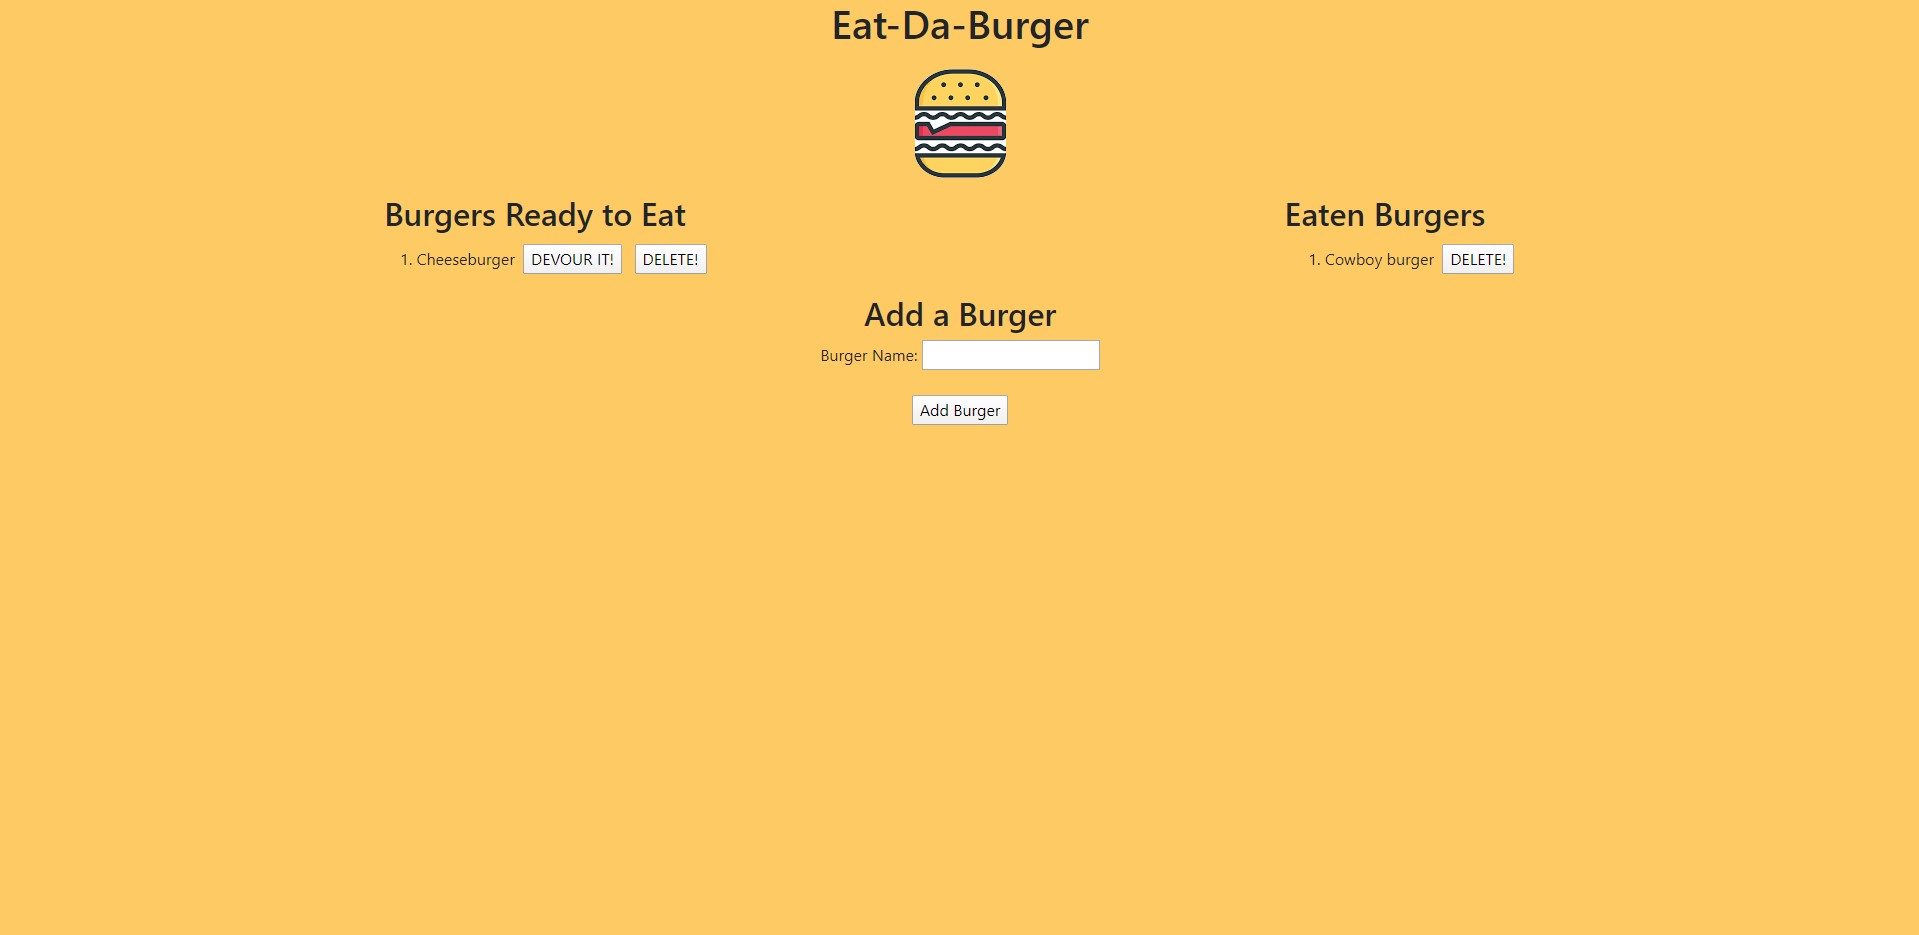 Eat-Da-Burger
Burgers Ready to Eat
1. Cheeseburger DEVOUR IT! DELETE!
Eaten Burgers
1. Cowboy burger DELETE!
Add a Burger
Burger Name:
Add Burger